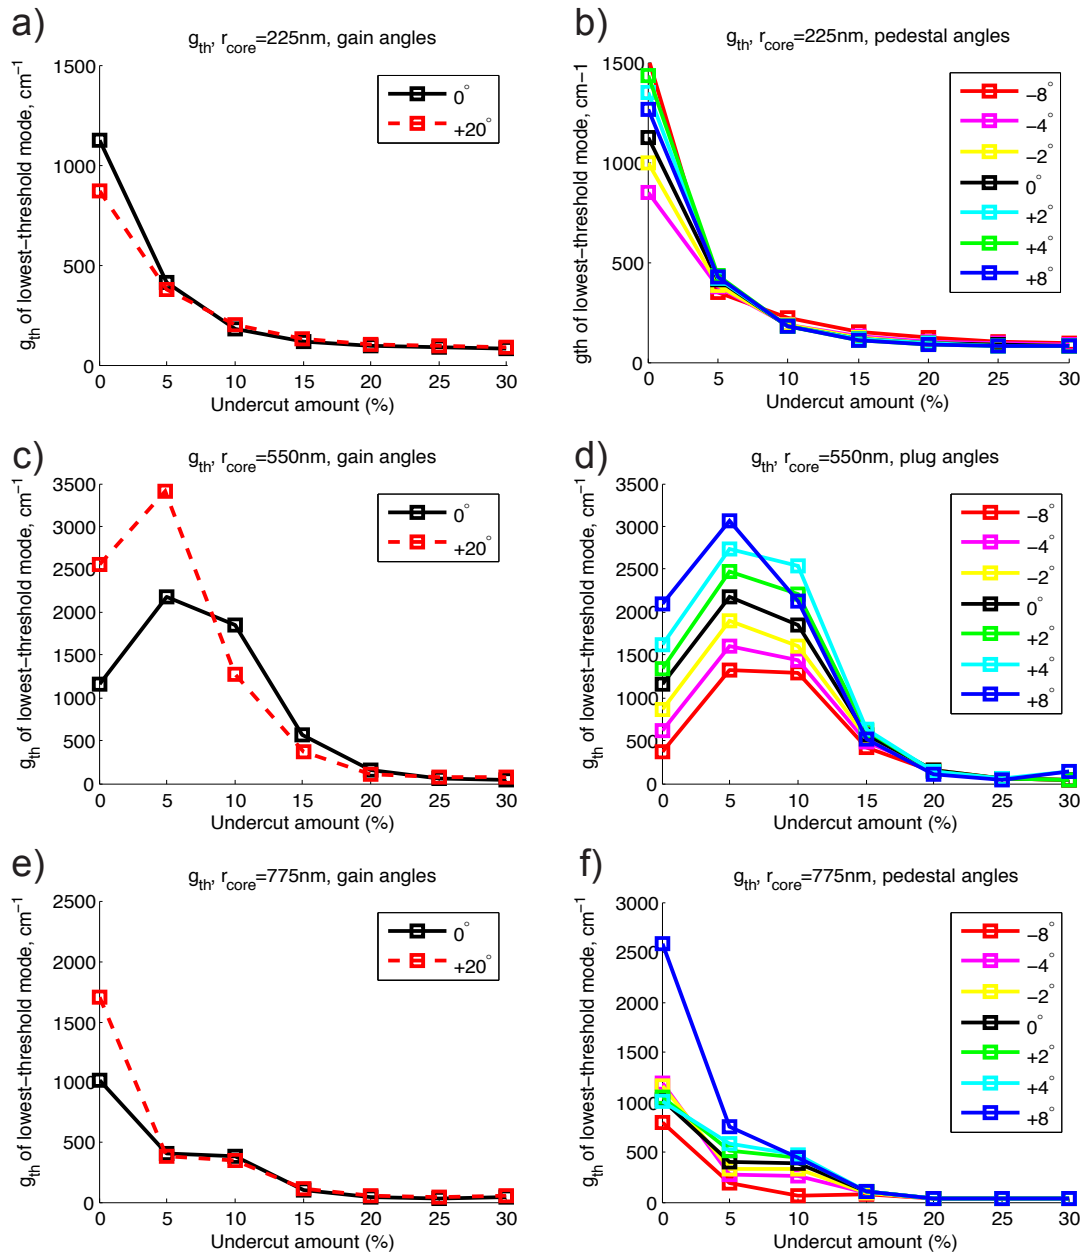 a)
g_th, r_core=225nm, gain angles
g_th of lowest−threshold mode, cm⁻¹
1500
1000
500
0
0 5 10 15 20 25 30
Undercut amount (%)
0°
+20°
b)
g_th, r_core=225nm, pedestal angles
gth of lowest−threshold mode, cm−1
1500
1000
500
0
0 5 10 15 20 25 30
Undercut amount (%)
−8°
−4°
−2°
0°
+2°
+4°
+8°
c)
g_th, r_core=550nm, gain angles
g_th of lowest−threshold mode, cm⁻¹
3500
3000
2500
2000
1500
1000
500
0
0 5 10 15 20 25 30
Undercut amount (%)
0°
+20°
d)
g_th, r_core=550nm, plug angles
g_th of lowest−threshold mode, cm⁻¹
3500
3000
2500
2000
1500
1000
500
0
0 5 10 15 20 25 30
Undercut amount (%)
−8°
−4°
−2°
0°
+2°
+4°
+8°
e)
g_th, r_core=775nm, gain angles
g_th of lowest−threshold mode, cm⁻¹
2500
2000
1500
1000
500
0
0 5 10 15 20 25 30
Undercut amount (%)
0°
+20°
f)
g_th, r_core=775nm, pedestal angles
g_th of lowest−threshold mode, cm⁻¹
3000
2500
2000
1500
1000
500
0
0 5 10 15 20 25 30
Undercut amount (%)
−8°
−4°
−2°
0°
+2°
+4°
+8°